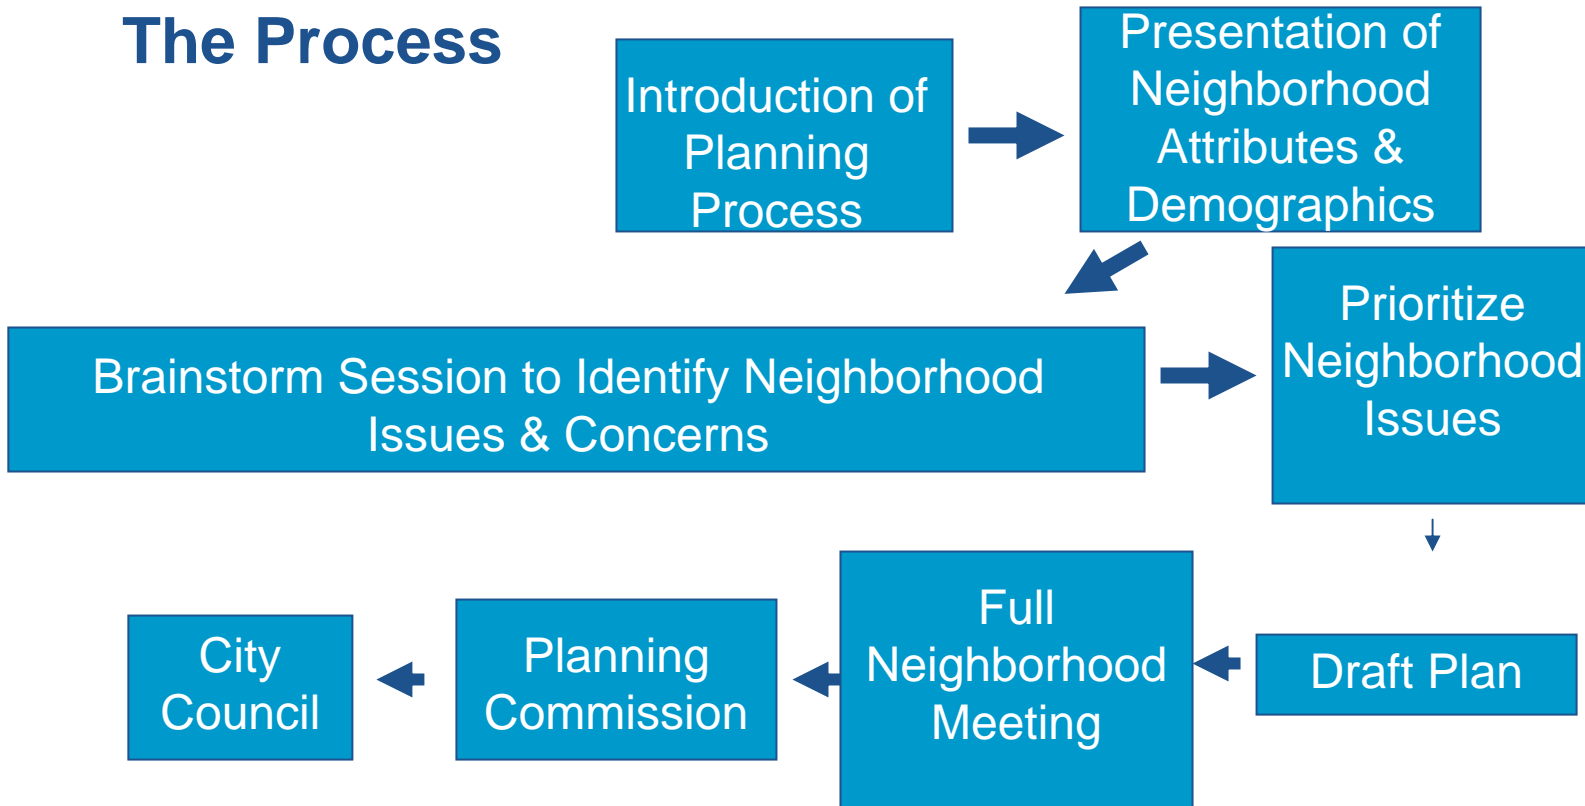 The Process
Introduction of
Planning
Process
Presentation of
Neighborhood
Attributes &
Demographics
Brainstorm Session to Identify Neighborhood
Issues & Concerns
Prioritize
Neighborhood
Issues
Draft Plan
Full
Neighborhood
Meeting
Planning
Commission
City
Council